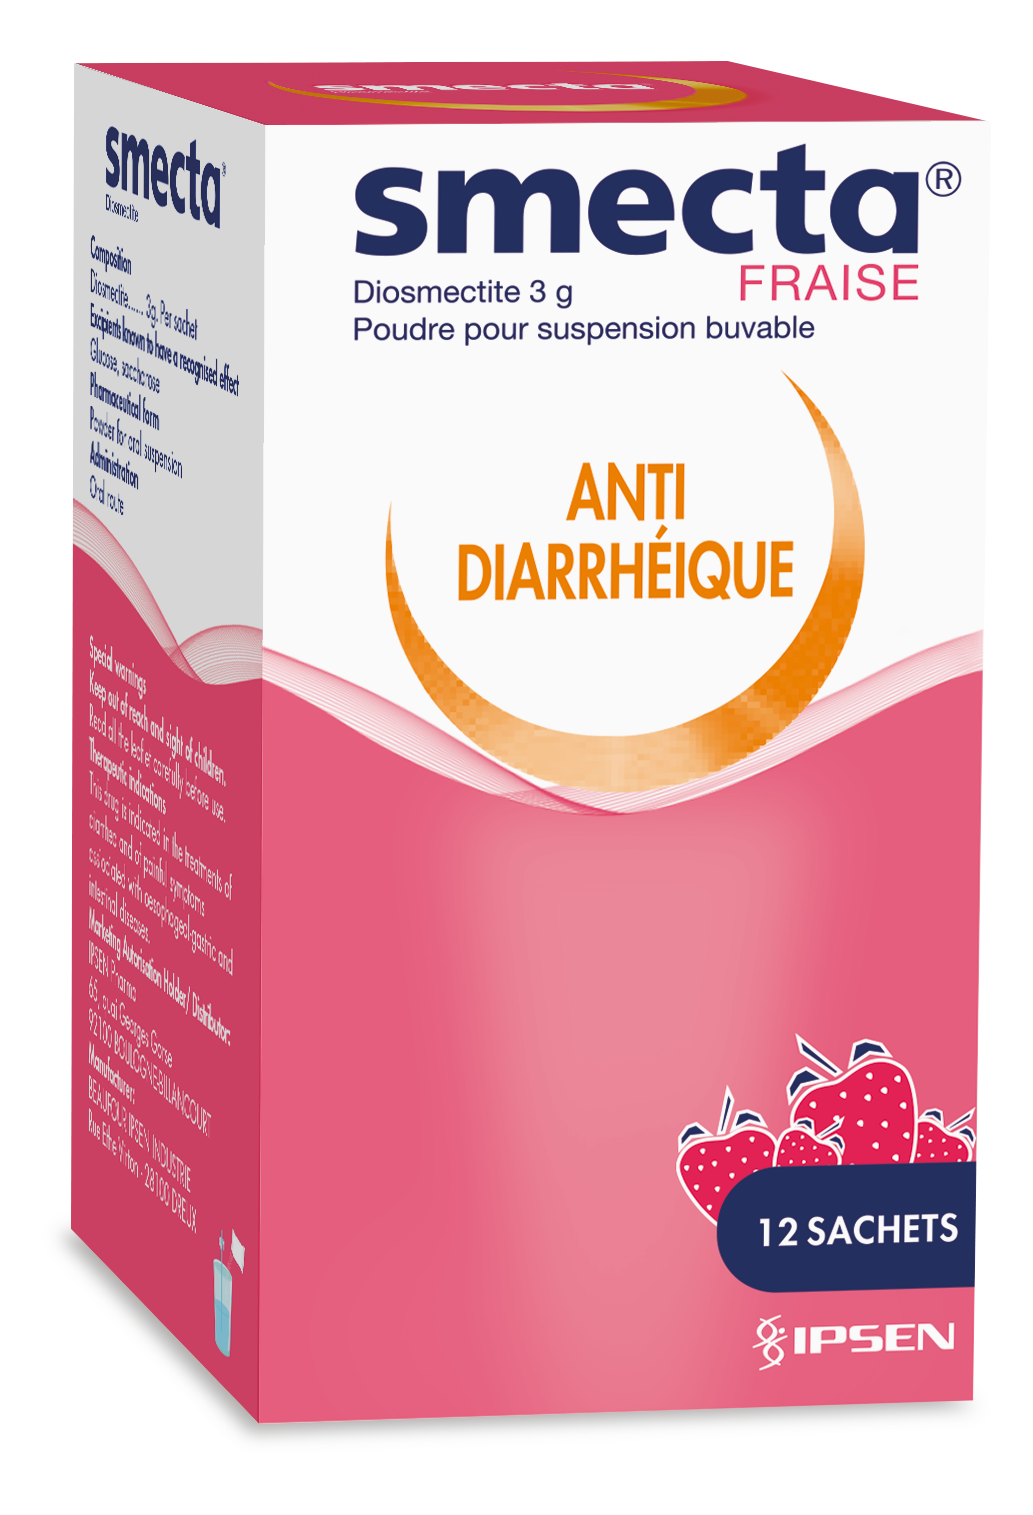 smecta
smecta®
FRAISE
Diosmectite 3 g
Poudre pour suspension buvable
ANTI
DIARRHÉIQUE
12 SACHETS
IPSEN
smecta®
Diosmectite
Composition
Diosmectite...... 3g. Per sachet
Excipients known to have a recognised effect
Glucose, saccharose
Pharmaceutical form
Powder for oral suspension
Administration
Oral route
Special warnings
Keep out of reach and sight of children.
Read all the leaflet carefully before use.
Therapeutic indications
This drug is indicated in the treatments of
diarrhea and of painful symptoms
associated with oesophageal-gastric and
intestinal diseases.
Marketing Autorisation Holder/ Distributor:
IPSEN Pharma
65, quai Georges Gorse
92100 BOULOGNE-BILLANCOURT
Manufacturer:
BEAUFOUR IPSEN INDUSTRIE
Rue Ethe Virton - 28100 DREUX